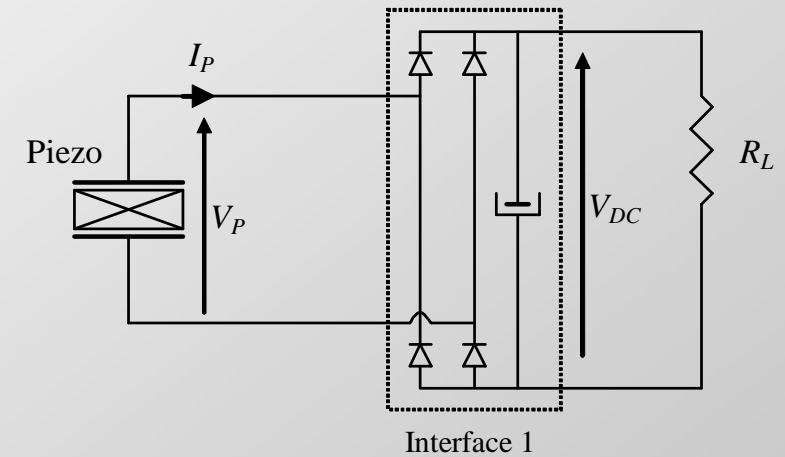 I_P
Piezo
V_P
V_DC
R_L
Interface 1